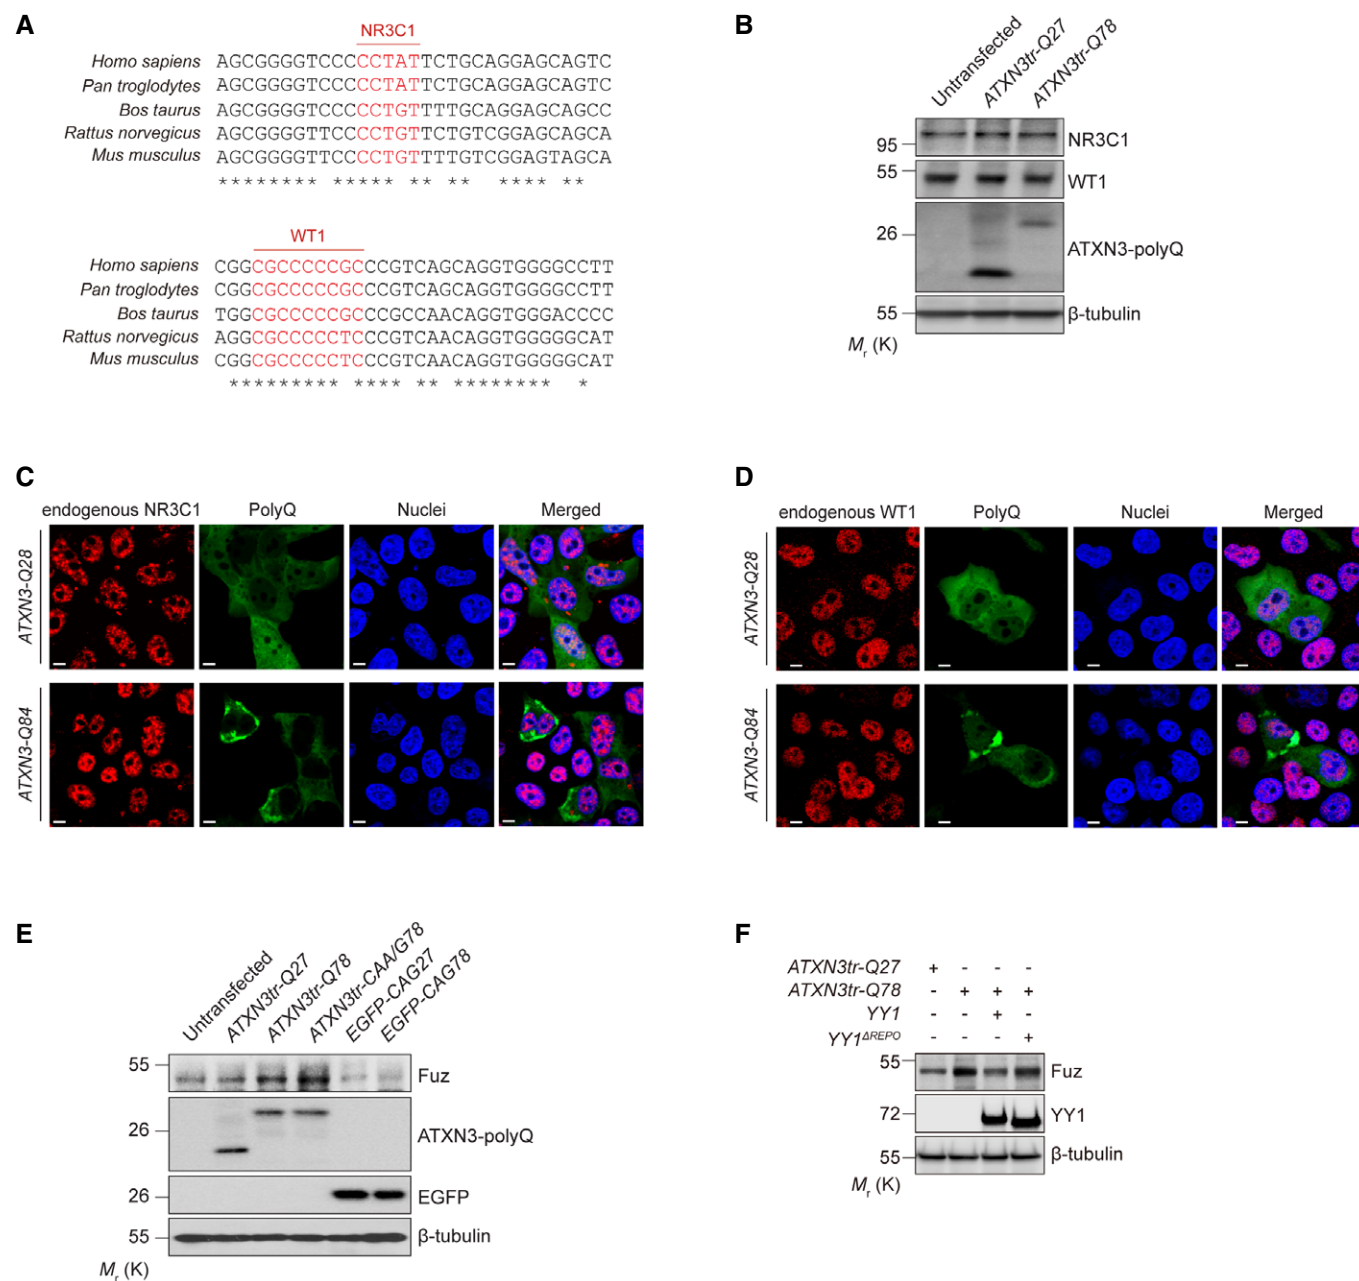 A
NR3C1
Homo sapiens AGCGGGGTCCCCCTATTCTGCAGGAGCAGTC
Pan troglodytes AGCGGGGTCCCCCTATTCTGCAGGAGCAGTC
Bos taurus AGCGGGGTCCCCCTGTTTTGCAGGAGCAGCC
Rattus norvegicus AGCGGGGTTCCCCTGTTCTGTCGGAGCAGCA
Mus musculus AGCGGGGTTCCCCTGTTTTGTCGGAGTAGCA
******** ***** ** ** **** **
WT1
Homo sapiens CGGCGCCCCCGCCCGTCAGCAGGTGGGGCCTT
Pan troglodytes CGGCGCCCCCGCCCGTCAGCAGGTGGGGCCTT
Bos taurus TGGCGCCCCCGCCCGCCAACAGGTGGGACCCC
Rattus norvegicus AGGCGCCCCCTCCCGTCAACAGGTGGGGGCAT
Mus musculus CGGCGCCCCCTCCCGTCAACAGGTGGGGGCAT
********* **** ** ******** *
B
Untransfected
ATXN3tr-Q27
ATXN3tr-Q78
95
NR3C1
55
WT1
26
ATXN3-polyQ
55
β-tubulin
Mr (K)
C
endogenous NR3C1 PolyQ Nuclei Merged
ATXN3-Q28
ATXN3-Q84
D
endogenous WT1 PolyQ Nuclei Merged
ATXN3-Q28
ATXN3-Q84
E
Untransfected
ATXN3tr-Q27
ATXN3tr-Q78
ATXN3tr-CAA/G78
EGFP-CAG27
EGFP-CAG78
55
Fuz
26
ATXN3-polyQ
26
EGFP
55
β-tubulin
Mr (K)
F
ATXN3tr-Q27 + - - -
ATXN3tr-Q78 - + + +
YY1 - - + -
YY1ΔREPO - - - +
55
Fuz
72
YY1
55
β-tubulin
Mr (K)